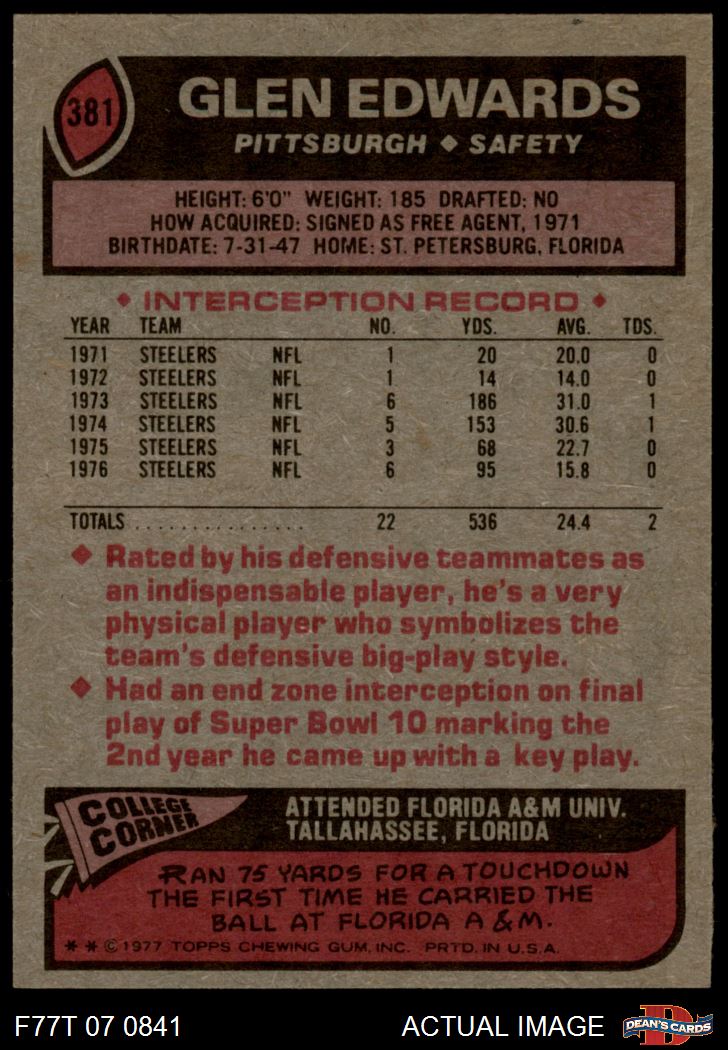 381
GLEN EDWARDS
PITTSBURGH ◆ SAFETY
HEIGHT: 6'0" WEIGHT: 185 DRAFTED: NO
HOW ACQUIRED: SIGNED AS FREE AGENT, 1971
BIRTHDATE: 7-31-47 HOME: ST. PETERSBURG, FLORIDA
◆ INTERCEPTION RECORD ◆
YEAR TEAM NO. YDS. AVG. TDS.
1971 STEELERS NFL 1 20 20.0 0
1972 STEELERS NFL 1 14 14.0 0
1973 STEELERS NFL 6 186 31.0 1
1974 STEELERS NFL 5 153 30.6 1
1975 STEELERS NFL 3 68 22.7 0
1976 STEELERS NFL 6 95 15.8 0
TOTALS ................ 22 536 24.4 2
◆ Rated by his defensive teammates as
an indispensable player, he's a very
physical player who symbolizes the
team's defensive big-play style.
◆ Had an end zone interception on final
play of Super Bowl 10 marking the
2nd year he came up with a key play.
COLLEGE
CORNER
ATTENDED FLORIDA A&M UNIV.
TALLAHASSEE, FLORIDA
RAN 75 YARDS FOR A TOUCHDOWN
THE FIRST TIME HE CARRIED THE
BALL AT FLORIDA A & M.
* * © 1977 TOPPS CHEWING GUM, INC. PRTD. IN U.S.A.
F77T 07 0841 ACTUAL IMAGE
D
DEAN'S CARDS